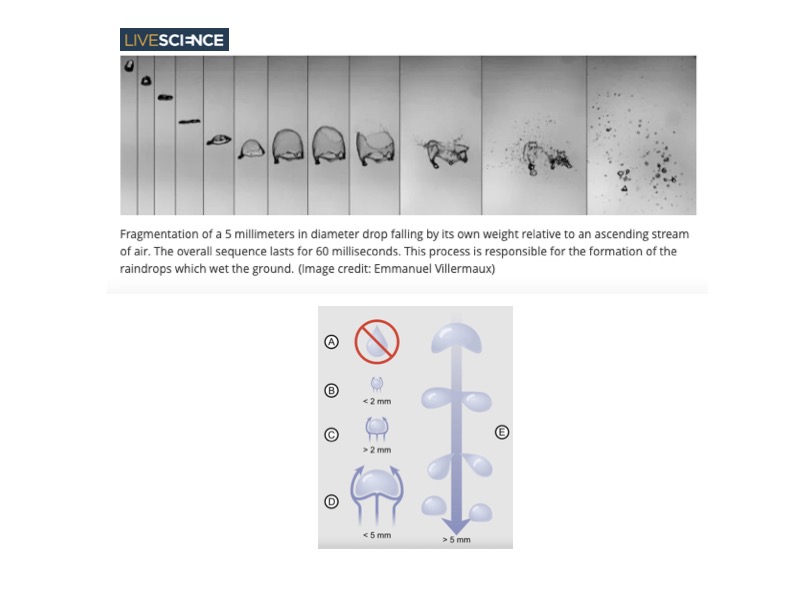 LIVESCIENCE
Fragmentation of a 5 millimeters in diameter drop falling by its own weight relative to an ascending stream
of air. The overall sequence lasts for 60 milliseconds. This process is responsible for the formation of the
raindrops which wet the ground. (Image credit: Emmanuel Villermaux)
A
B
< 2 mm
C
> 2 mm
D
< 5 mm
E
> 5 mm